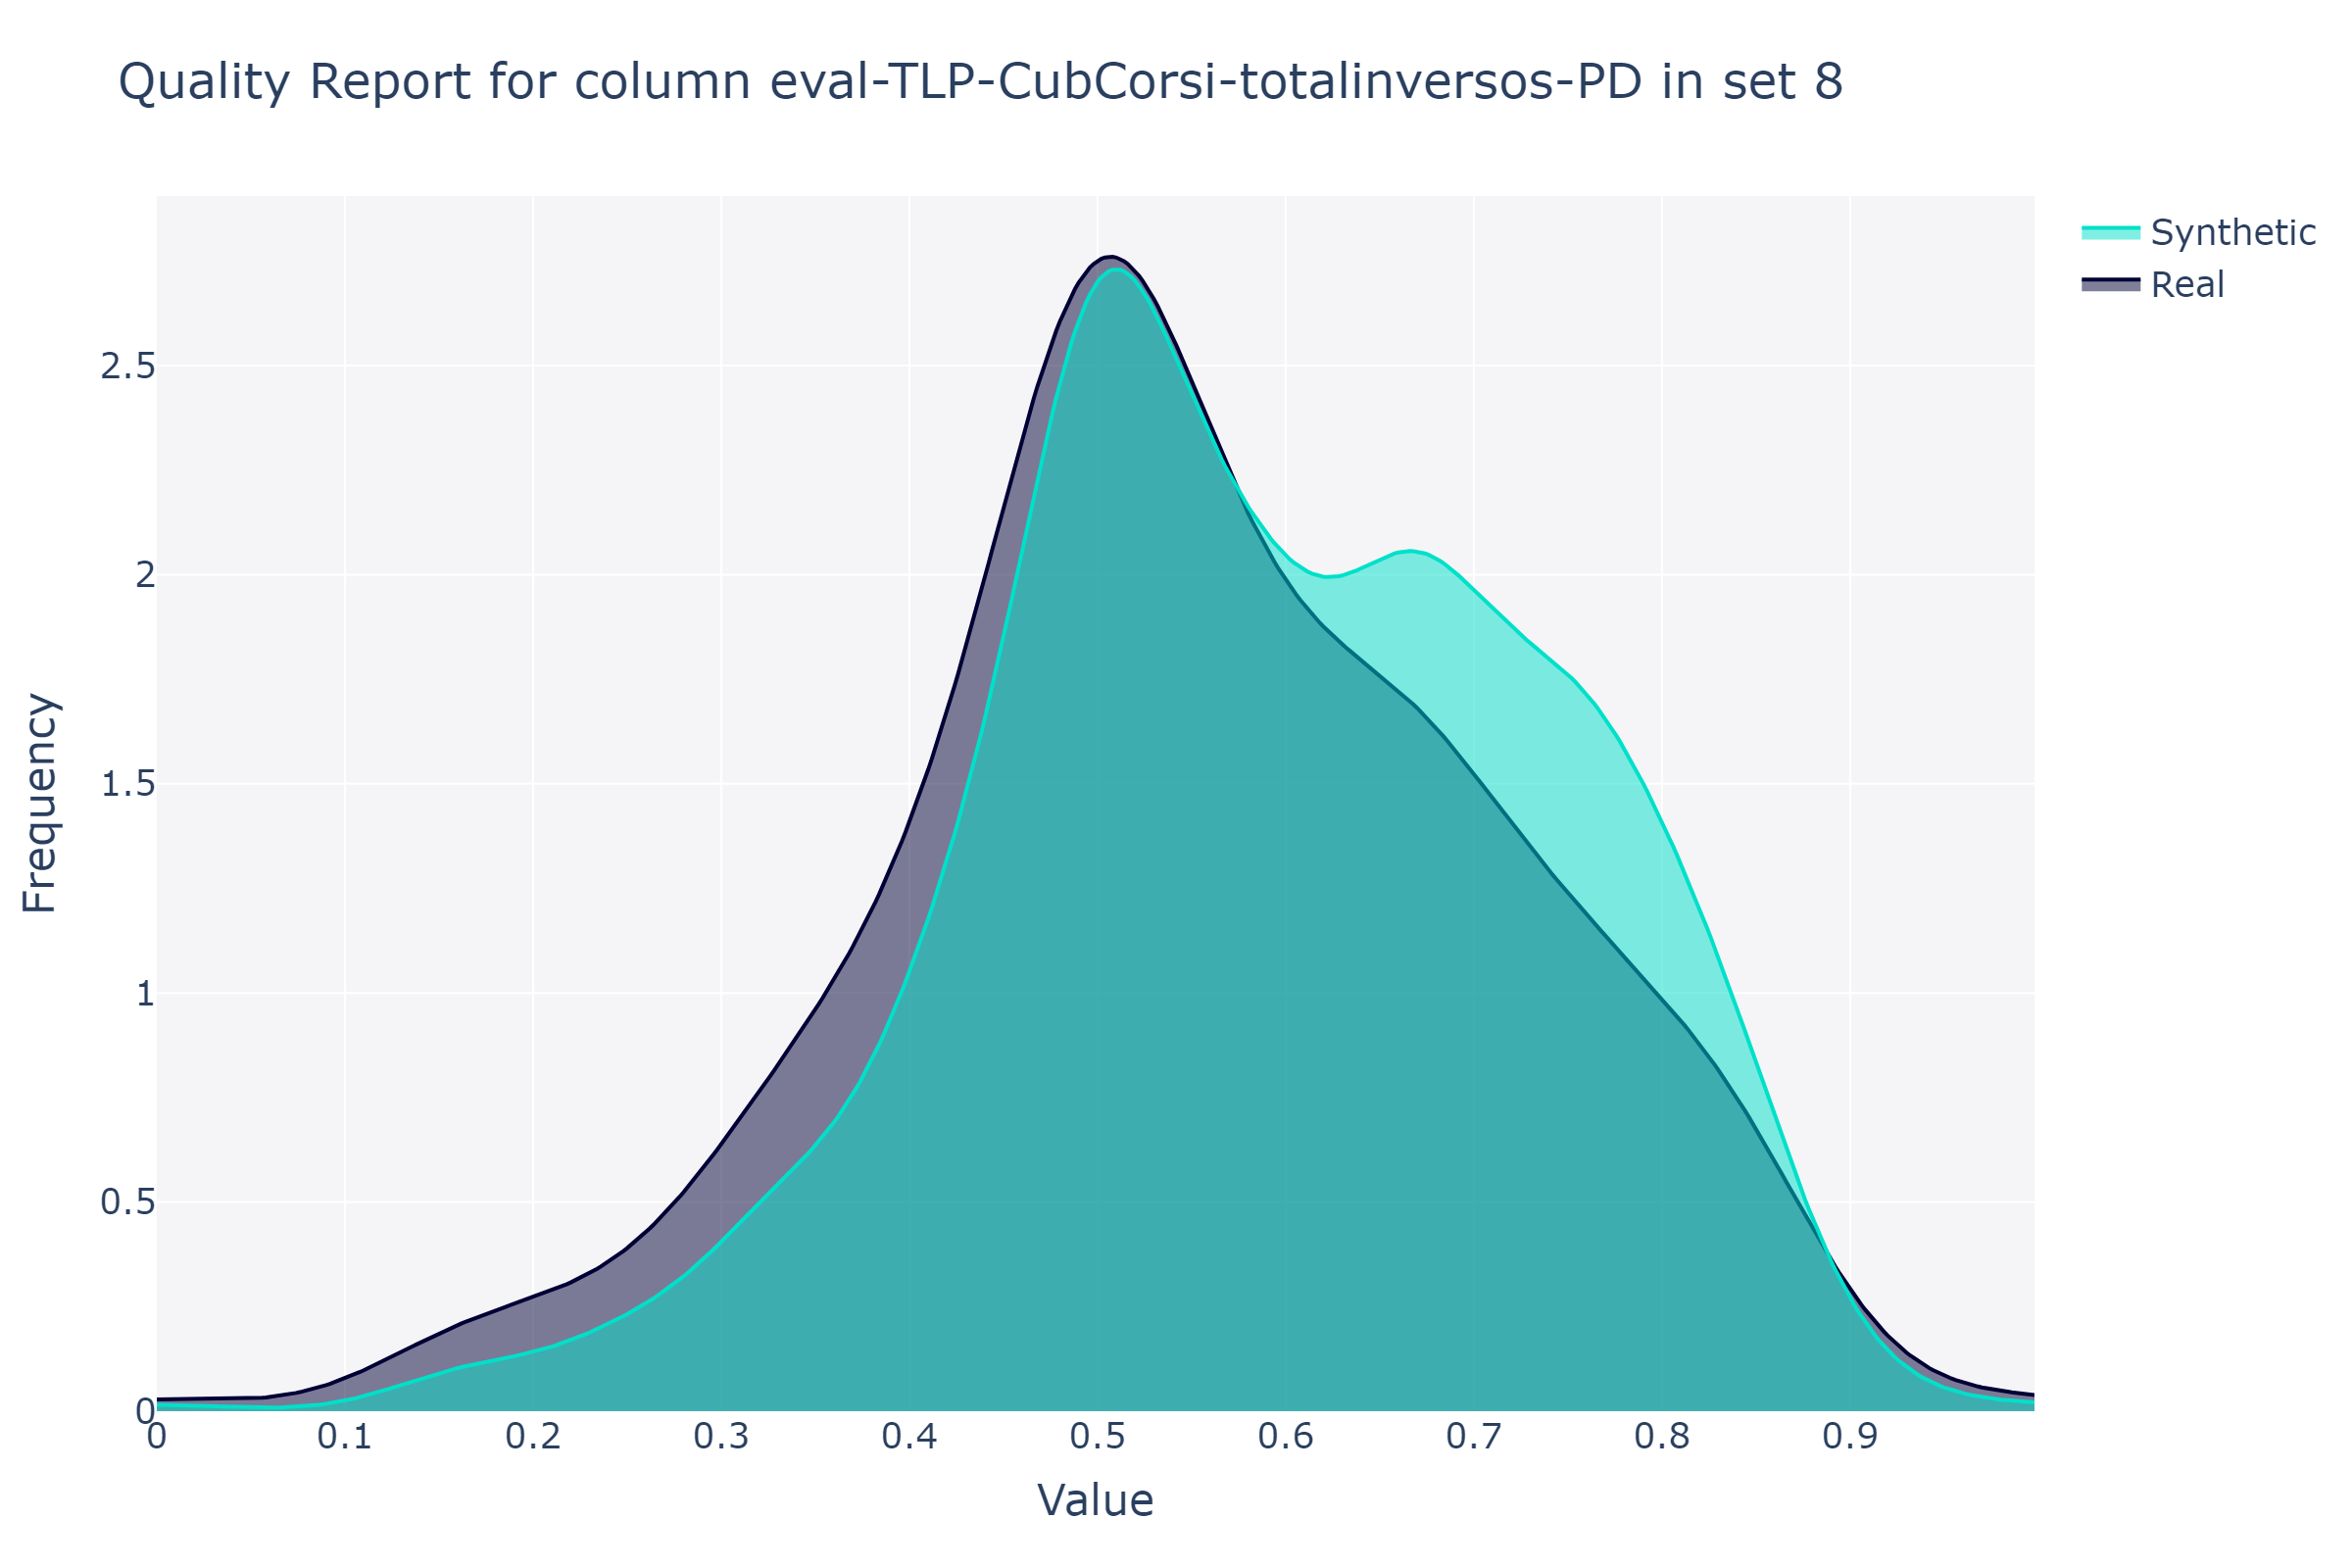 Quality Report for column eval-TLP-CubCorsi-totalinversos-PD in set 8
Synthetic
Real
Frequency
2.5
2
1.5
1
0.5
0
0 0.1 0.2 0.3 0.4 0.5 0.6 0.7 0.8 0.9
Value